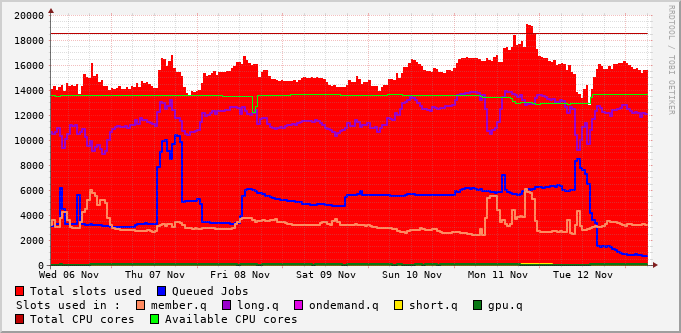 20000
18000
16000
14000
12000
10000
8000
6000
4000
2000
0
Wed 06 Nov Thu 07 Nov Fri 08 Nov Sat 09 Nov Sun 10 Nov Mon 11 Nov Tue 12 Nov
Total slots used Queued Jobs
Slots used in : member.q long.q ondemand.q short.q gpu.q
Total CPU cores Available CPU cores
RRDTOOL / TOBI OETIKER